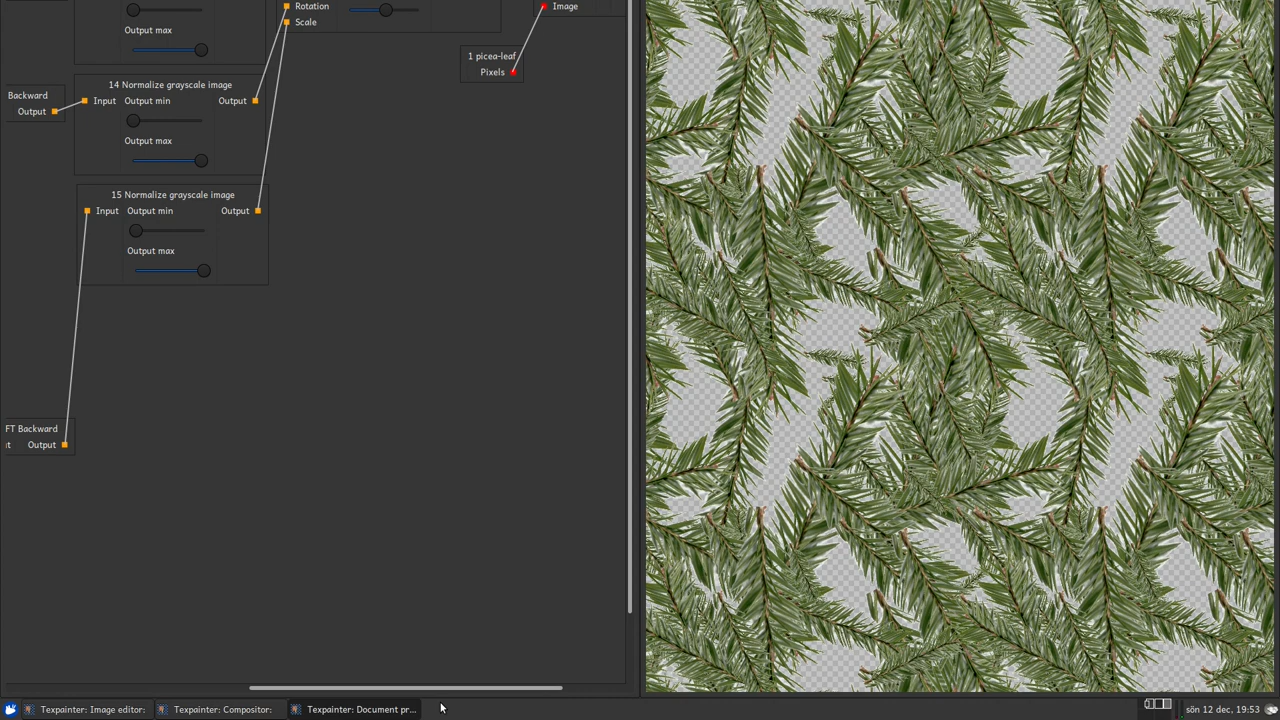 Output max
Rotation
Scale
Image
1 picea-leaf
Pixels
14 Normalize grayscale image
Input
Output min
Output
Output max
Backward
Output
15 Normalize grayscale image
Input
Output min
Output
Output max
FT Backward
Output
Texpainter: Image editor:
Texpainter: Compositor:
Texpainter: Document pr...
sön 12 dec, 19:53